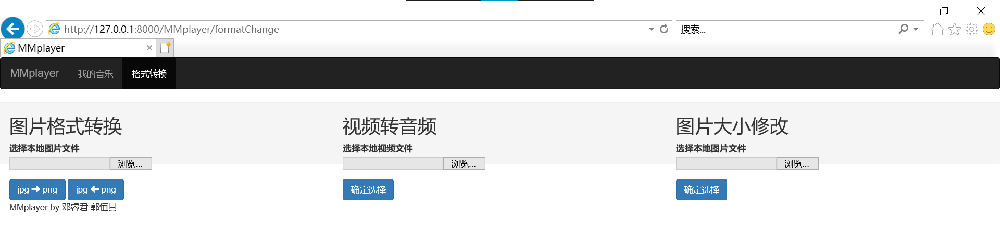 http://127.0.0.1:8000/MMplayer/formatChange
搜索...
MMplayer
MMplayer 我的音乐 格式转换
图片格式转换
选择本地图片文件
浏览...
jpg png jpg png
视频转音频
选择本地视频文件
浏览...
确定选择
图片大小修改
选择本地图片文件
浏览...
确定选择
MMplayer by 邓睿君 郭恒其